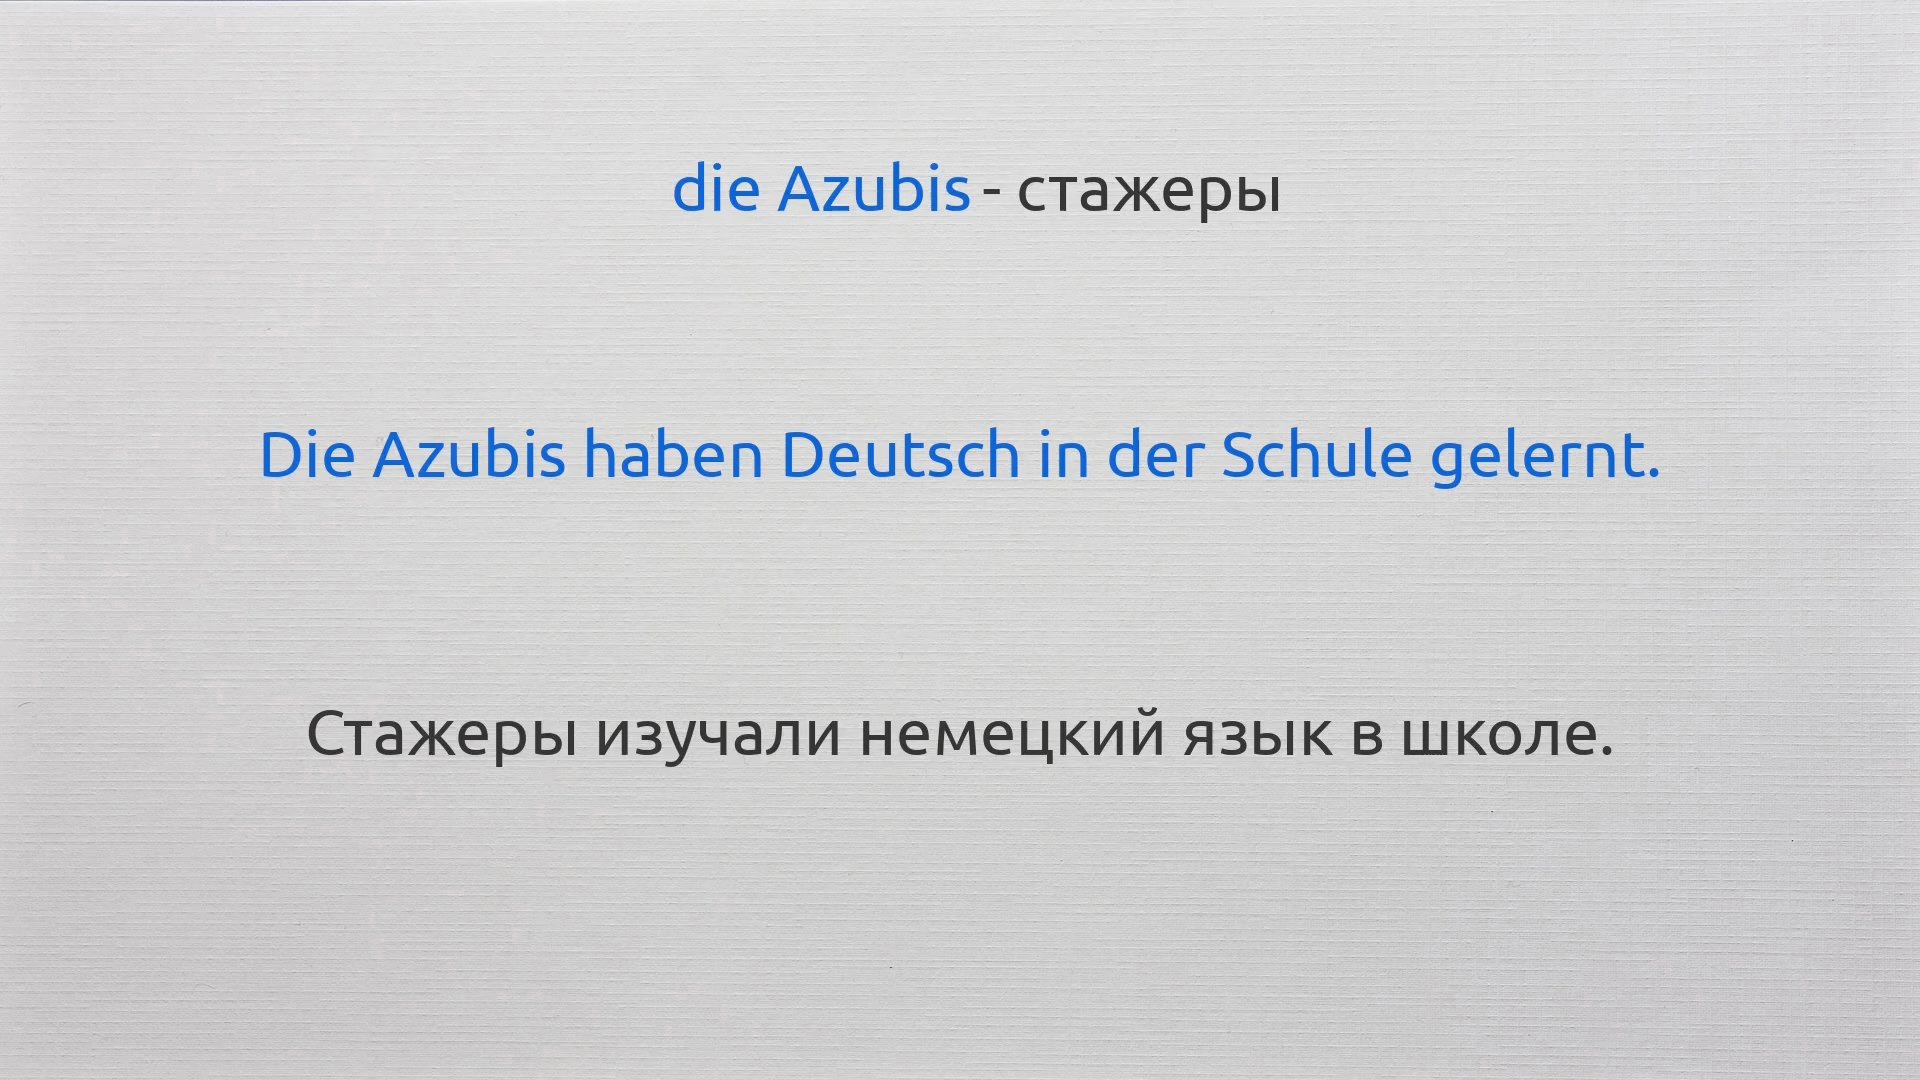 die Azubis - стажеры
Die Azubis haben Deutsch in der Schule gelernt.
Стажеры изучали немецкий язык в школе.